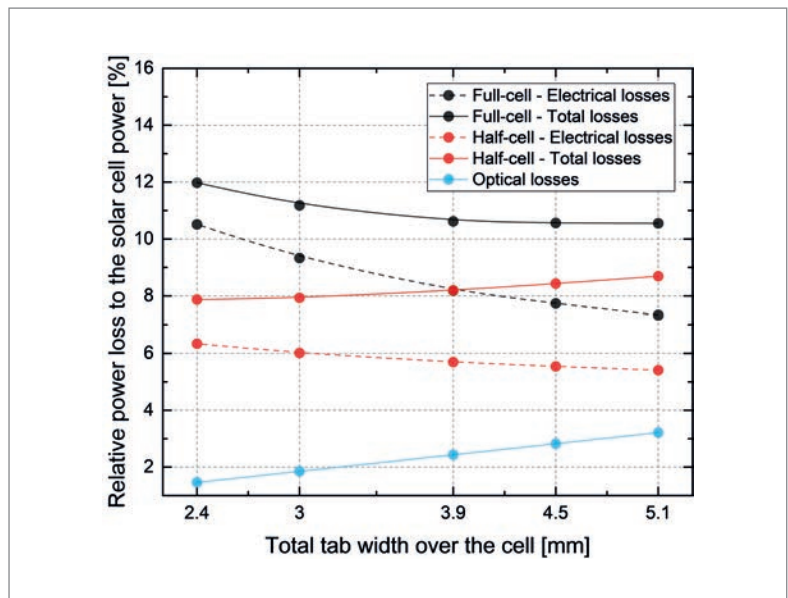 Relative power loss to the solar cell power [%]
16
14
12
10
8
6
4
2
Full-cell - Electrical losses
Full-cell - Total losses
Half-cell - Electrical losses
Half-cell - Total losses
Optical losses
2.4 3 3.9 4.5 5.1
Total tab width over the cell [mm]